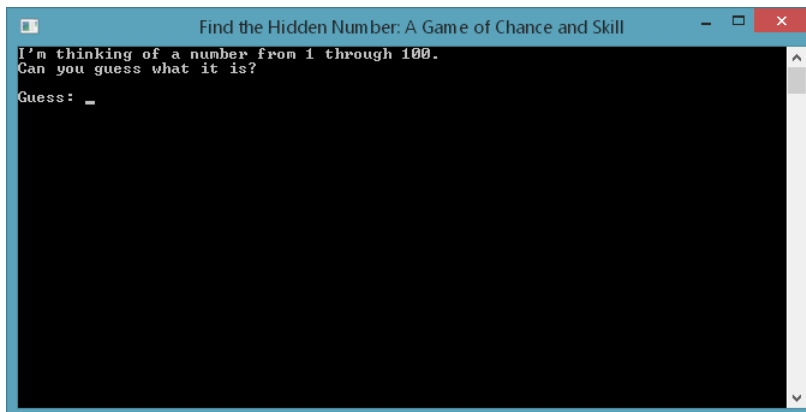 Find the Hidden Number: A Game of Chance and Skill
I'm thinking of a number from 1 through 100.
Can you guess what it is?
Guess: _